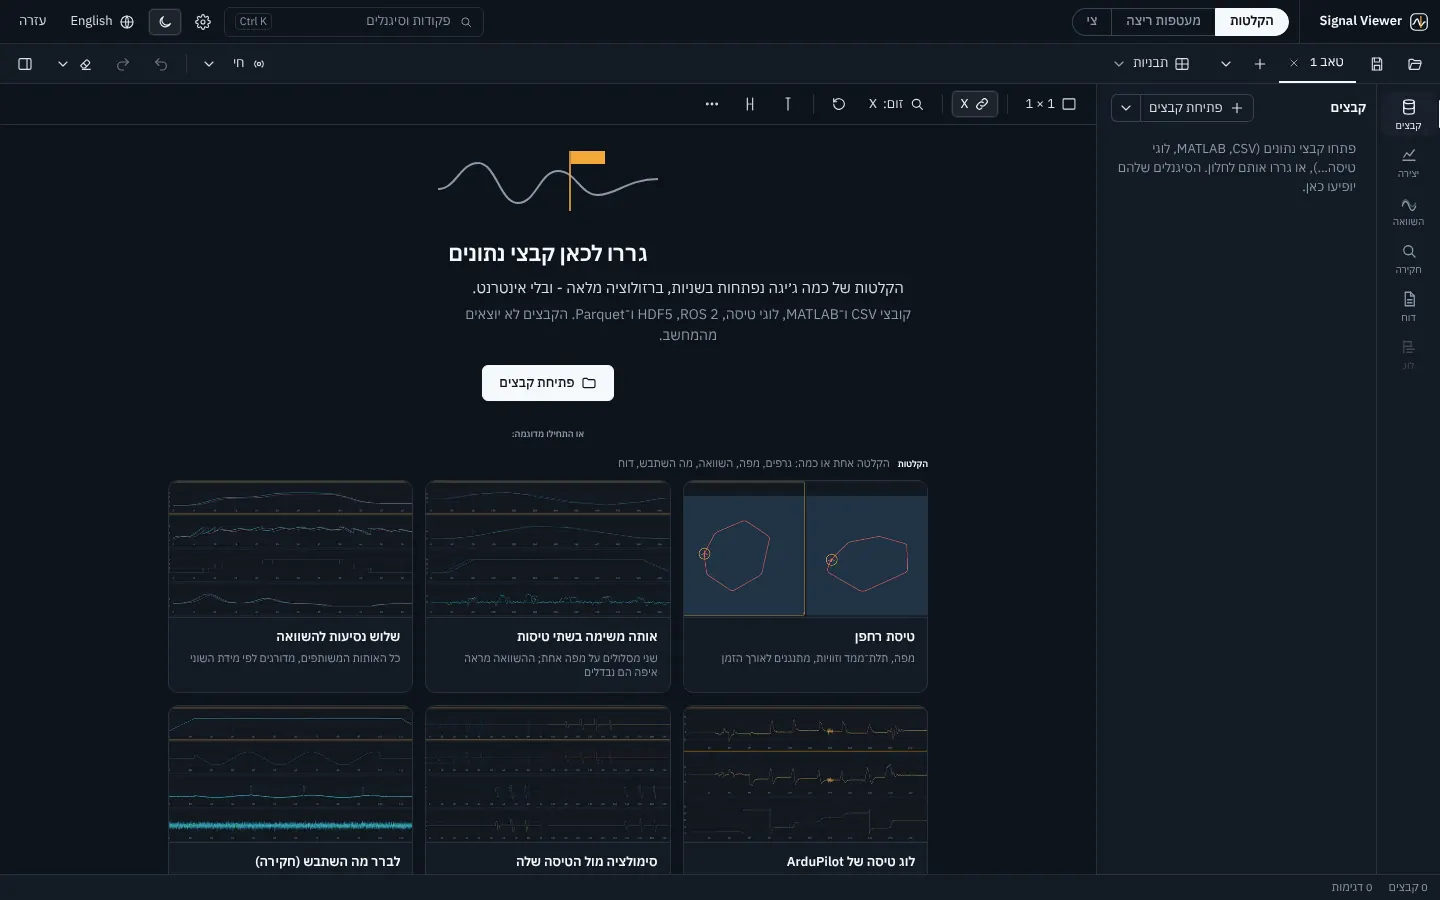 Signal Viewer
הקלטות
מעטפות ריצה
צי
פקודות וסיגנלים
Ctrl K
English
עזרה
טאב 1
תבניות
חי
קבצים
פתיחת קבצים
1 × 1
X
זום: X
פתחו קבצי נתונים (MATLAB ,CSV, לוגי
טיסה...), או גררו אותם לחלון. הסיגנלים שלהם
יופיעו כאן.
קבצים
יצירה
השוואה
חקירה
דוח
לוג
גררו לכאן קבצי נתונים
הקלטות של כמה ג׳יגה נפתחות בשניות, ברזולוציה מלאה - ובלי אינטרנט.
קובצי CSV ו־MATLAB, לוגי טיסה, HDF5 ,ROS 2 ו־Parquet. הקבצים לא יוצאים
מהמחשב.
פתיחת קבצים
או התחילו מדוגמה:
הקלטות הקלטה אחת או כמה: גרפים, מפה, השוואה, מה השתבש, דוח
טיסת רחפן
מפה, תלת־ממד וזוויות, מתנגנים לאורך הזמן
אותה משימה בשתי טיסות
שני מסלולים על מפה אחת; ההשוואה מראה
איפה הם נבדלים
שלוש נסיעות להשוואה
כל האותות המשותפים, מדורגים לפי מידת השוני
לוג טיסה של ArduPilot
סימולציה מול הטיסה שלה
לברר מה השתבש (חקירה)
0 קבצים
0 דגימות